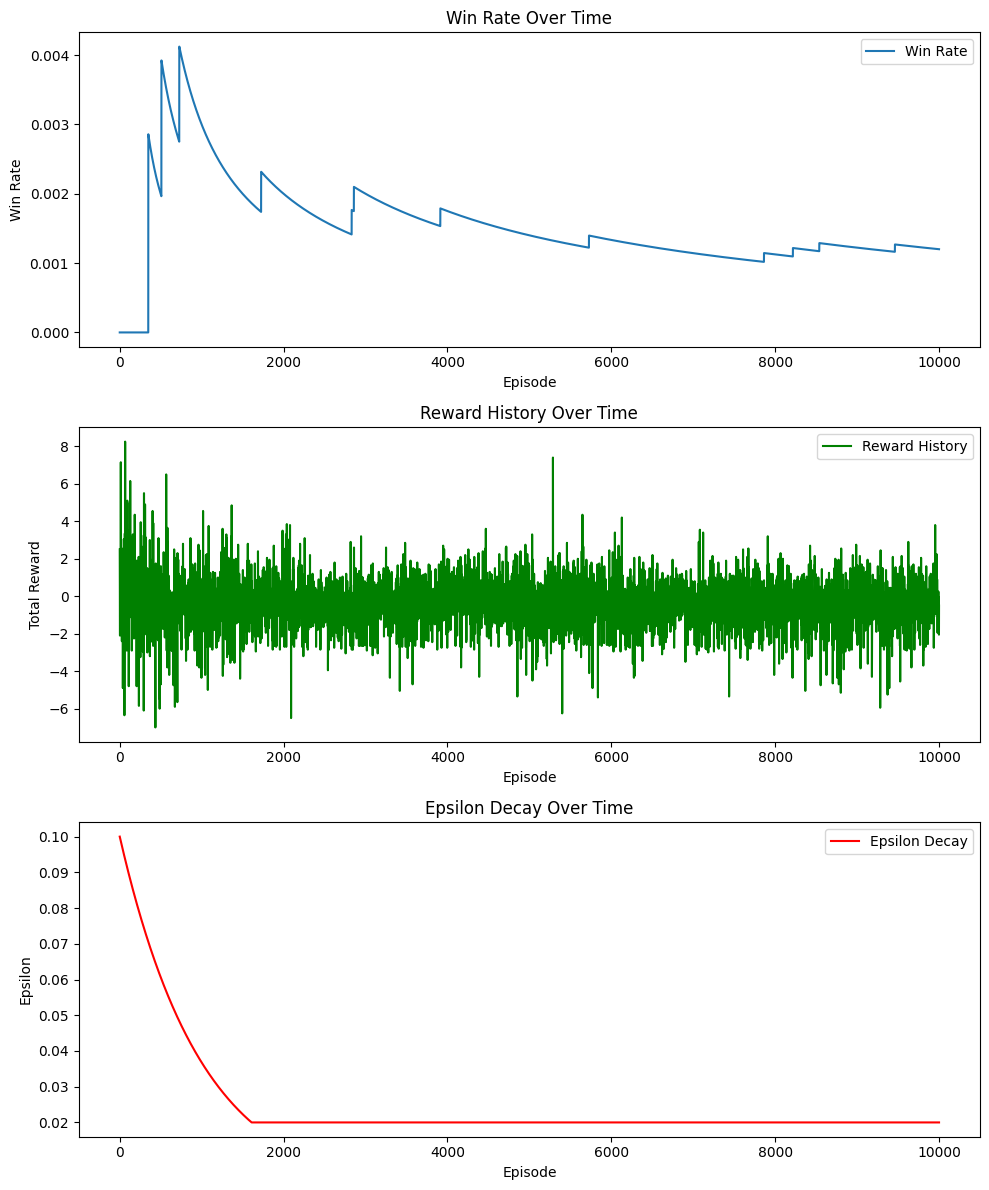 Win Rate Over Time
Win Rate
Win Rate
0.004
0.003
0.002
0.001
0.000
0 2000 4000 6000 8000 10000
Episode
Reward History Over Time
Reward History
Total Reward
8
6
4
2
0
−2
−4
−6
0 2000 4000 6000 8000 10000
Episode
Epsilon Decay Over Time
Epsilon Decay
Epsilon
0.10
0.09
0.08
0.07
0.06
0.05
0.04
0.03
0.02
0 2000 4000 6000 8000 10000
Episode